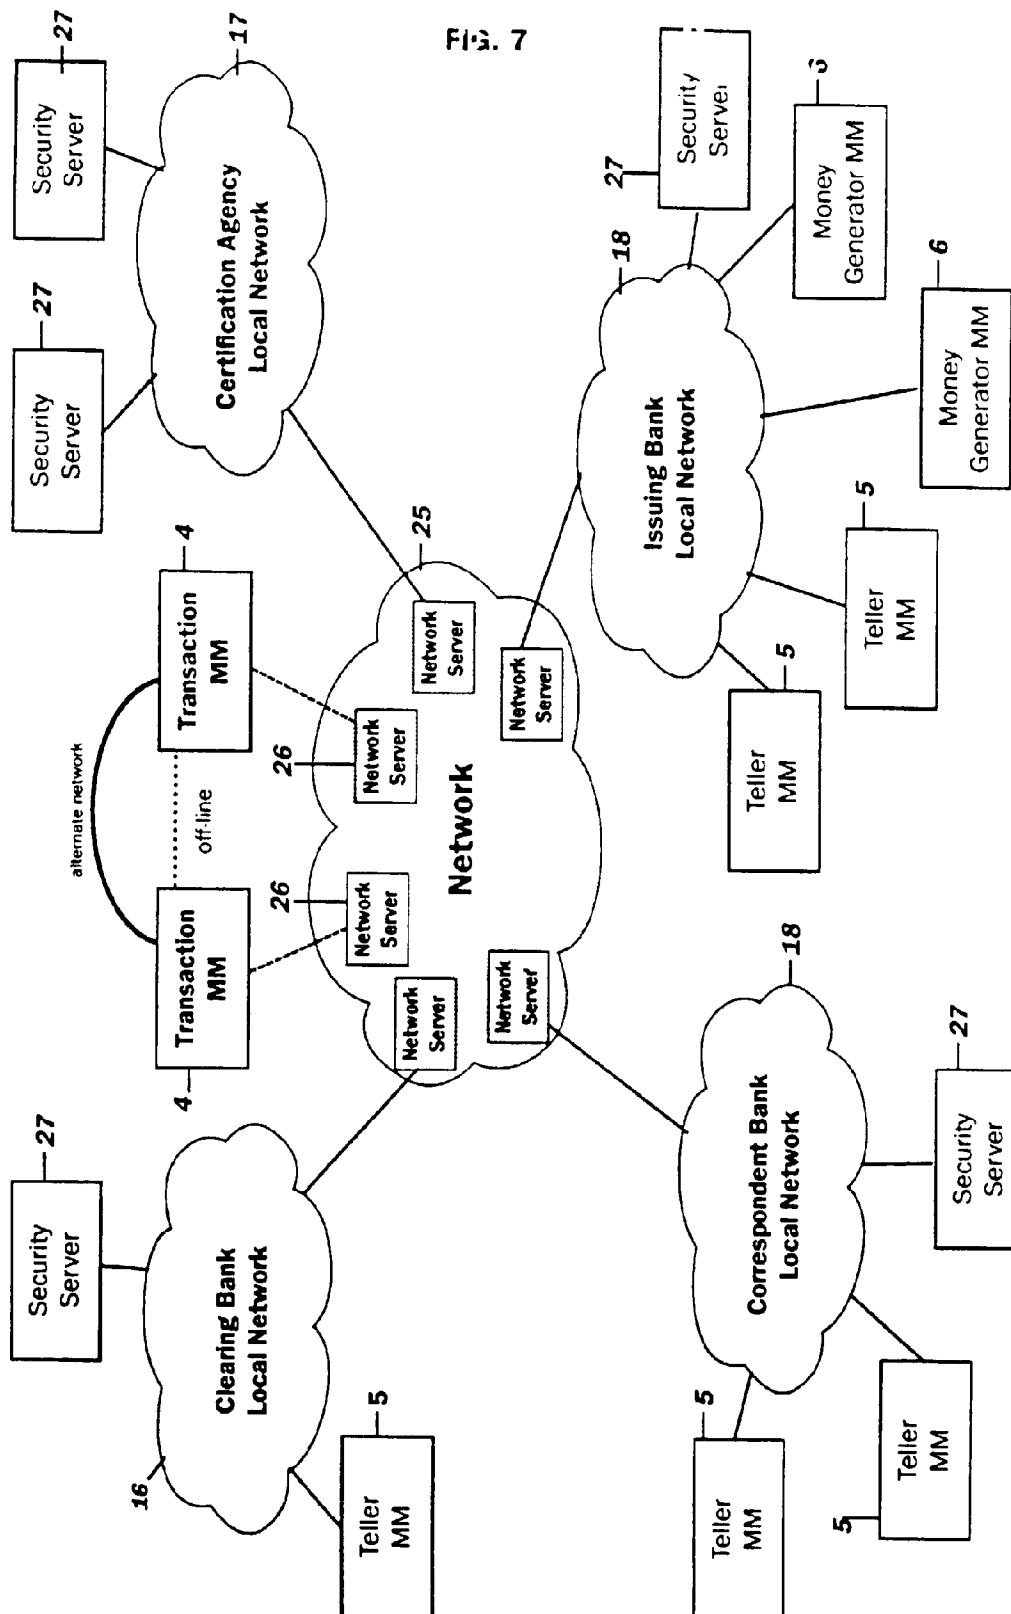 FIG. 7
Security
Server
27
Security
Server
27
Security
Server
27
17
Certification Agency
Local Network
16
Clearing Bank
Local Network
Teller
MM
5
alternate network
off-line
Transaction
MM
4
Transaction
MM
4
26
26
25
Network
Server
Network
Server
Network
Server
Network
Server
Network
Server
Network
Server
Network
18
Correspondent Bank
Local Network
Teller
MM
5
Teller
MM
5
Security
Server
27
18
Issuing Bank
Local Network
Teller
MM
5
Teller
MM
5
Money
Generator MM
6
Money
Generator MM
Security
Server
27